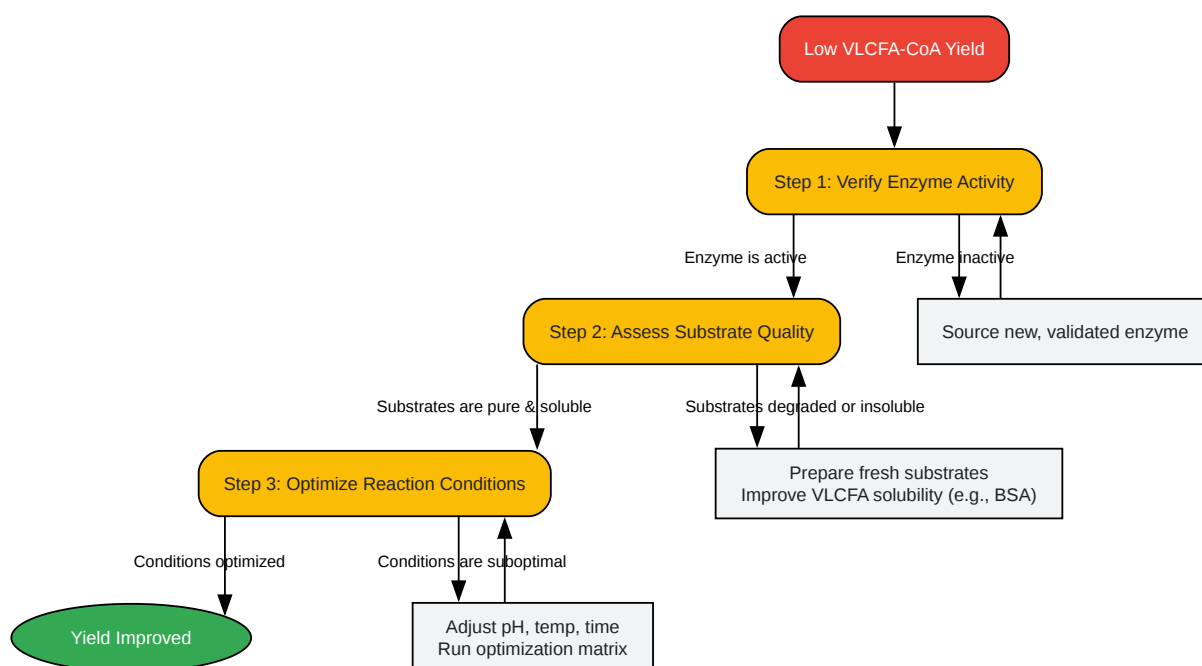 Low VLCFA-CoA Yield
Step 1: Verify Enzyme Activity
Enzyme is active
Enzyme inactive
Step 2: Assess Substrate Quality
Source new, validated enzyme
Substrates are pure & soluble
Substrates degraded or insoluble
Step 3: Optimize Reaction Conditions
Prepare fresh substrates
Improve VLCFA solubility (e.g., BSA)
Conditions optimized
Conditions are suboptimal
Yield Improved
Adjust pH, temp, time
Run optimization matrix